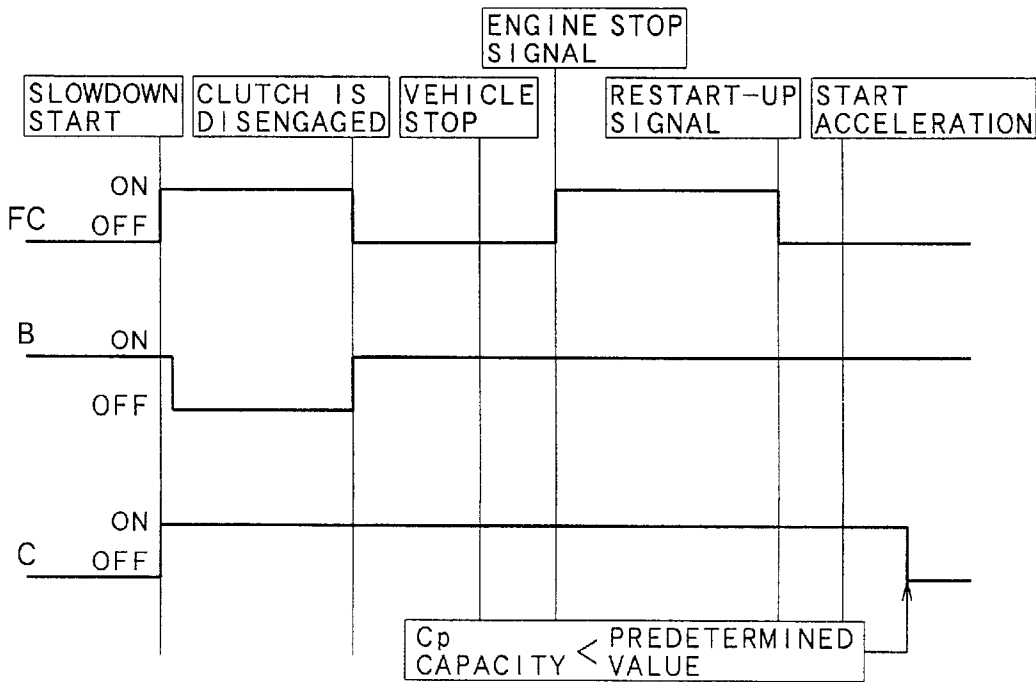 ENGINE STOP
SIGNAL
SLOWDOWN
START
CLUTCH IS
DISENGAGED
VEHICLE
STOP
RESTART-UP
SIGNAL
START
ACCELERATION
ON
FC OFF
B ON
OFF
ON
C OFF
Cp
CAPACITY < PREDETERMINED
VALUE